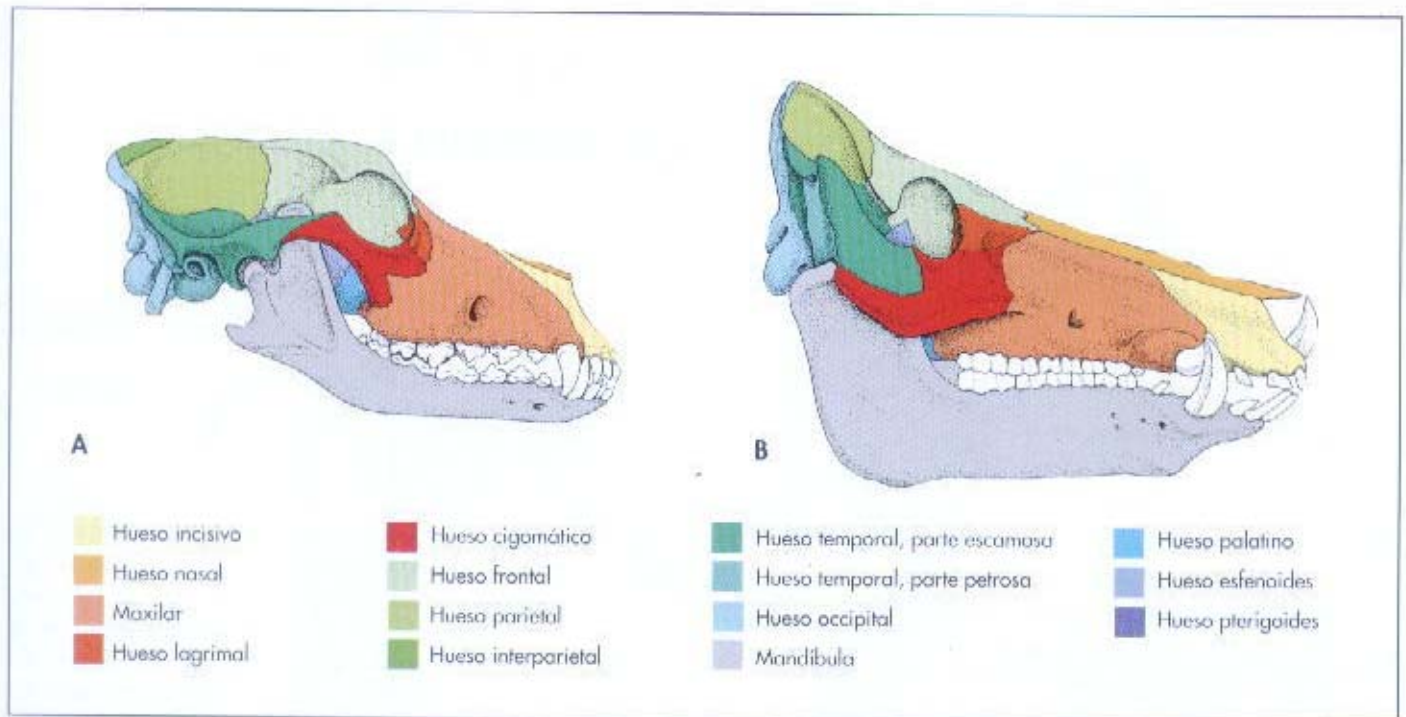 A
B
Hueso incisivo
Hueso nasal
Maxilar
Hueso lagrimal
Hueso cigomático
Hueso frontal
Hueso parietal
Hueso interparietal
Hueso temporal, parte escamosa
Hueso temporal, parte petrosa
Hueso occipital
Mandíbula
Hueso palatino
Hueso esfenoides
Hueso pterigoides